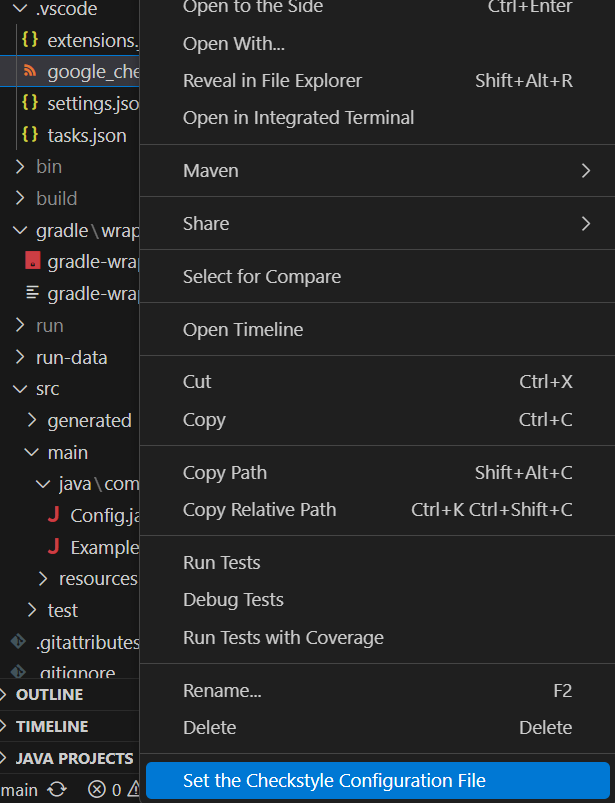 .vscode
extensions.
google_che
settings.jso
tasks.json
bin
build
gradle\wrap
gradle-wrap
gradle-wrap
run
run-data
src
generated
main
java\com
Config.ja
Example
resources
test
.gitattributes
.gitignore
OUTLINE
TIMELINE
JAVA PROJECTS
main 0
Open to the Side Ctrl+Enter
Open With...
Reveal in File Explorer Shift+Alt+R
Open in Integrated Terminal
Maven
Share
Select for Compare
Open Timeline
Cut Ctrl+X
Copy Ctrl+C
Copy Path Shift+Alt+C
Copy Relative Path Ctrl+K Ctrl+Shift+C
Run Tests
Debug Tests
Run Tests with Coverage
Rename... F2
Delete Delete
Set the Checkstyle Configuration File